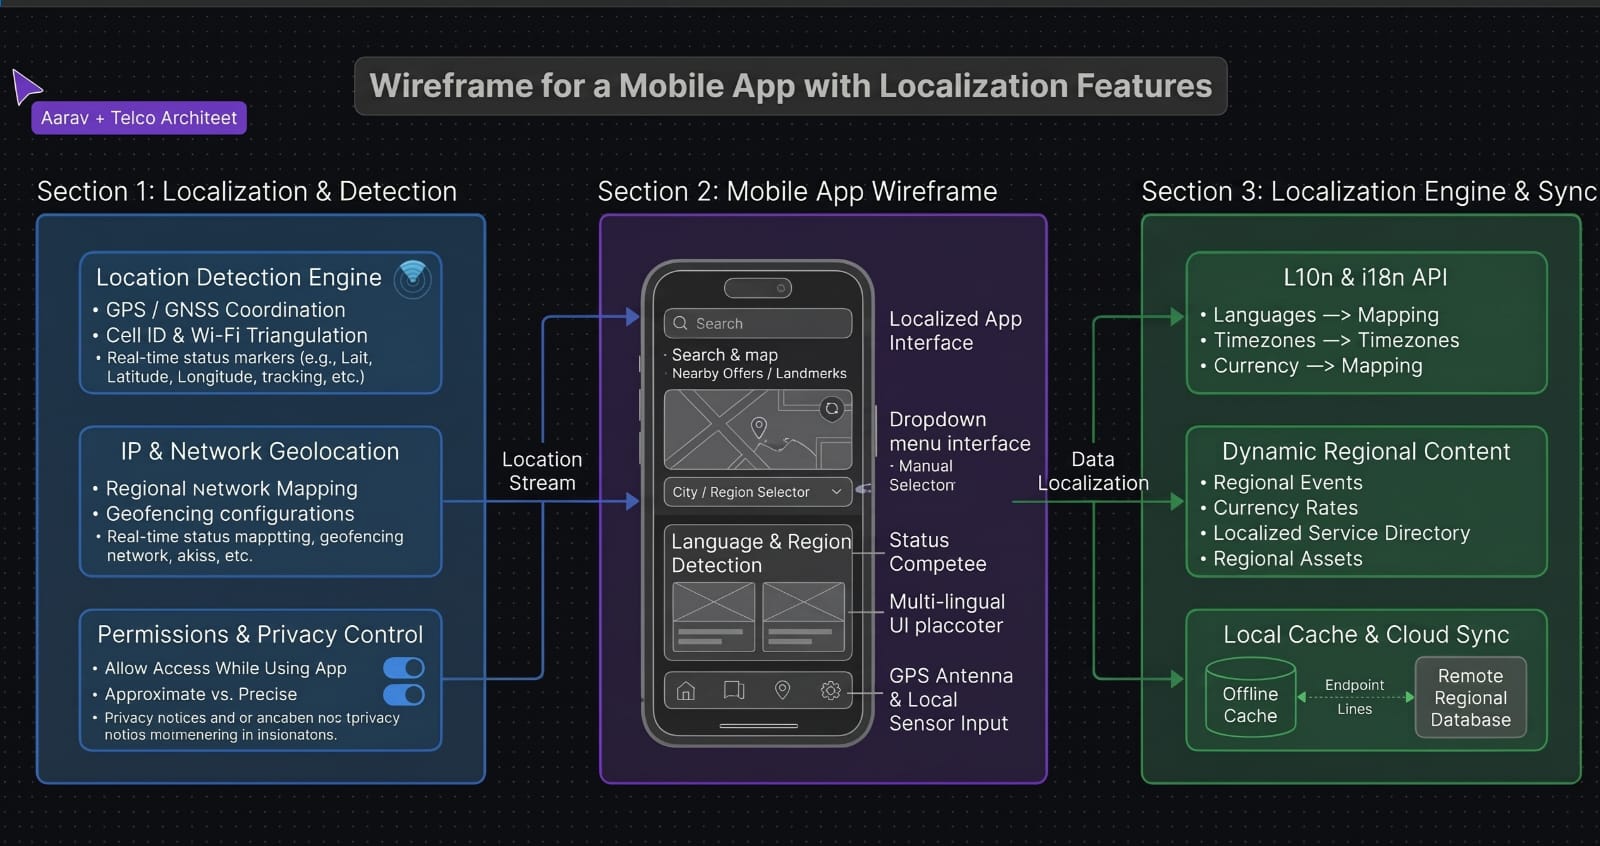 Wireframe for a Mobile App with Localization Features
Aarav + Telco Architeet
Section 1: Localization & Detection
Location Detection Engine
• GPS / GNSS Coordination
• Cell ID & Wi-Fi Triangulation
• Real-time status markers (e.g., Lait,
Latitude, Longitude, tracking, etc.)
IP & Network Geolocation
• Regional Network Mapping
• Geofencing configurations
• Real-time status mapptting, geofencing
network, akiss, etc.
Permissions & Privacy Control
• Allow Access While Using App
• Approximate vs. Precise
• Privacy notices and or ancaben nos tprivacy
notios mormenering in insionatons.
Location
Stream
Section 2: Mobile App Wireframe
Search
· Search & map
· Nearby Offers / Landmerks
City / Region Selector
Language & Region
Detection
Localized App
Interface
Dropdown
menu interface
· Manual
Selectorr
Status
Competee
Multi-lingual
UI placcoter
GPS Antenna
& Local
Sensor Input
Data
Localization
Section 3: Localization Engine & Sync
L10n & i18n API
• Languages —> Mapping
• Timezones —> Timezones
• Currency —> Mapping
Dynamic Regional Content
• Regional Events
• Currency Rates
• Localized Service Directory
• Regional Assets
Local Cache & Cloud Sync
Offline
Cache
Endpoint
Lines
Remote
Regional
Database